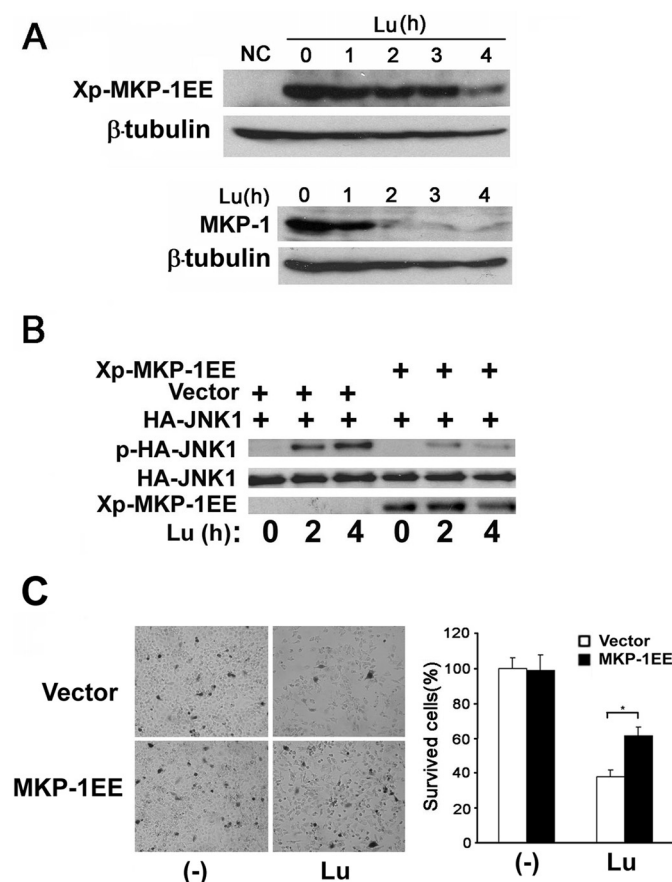 A
Lu(h)
NC 0 1 2 3 4
Xp-MKP-1EE
β-tubulin
Lu(h) 0 1 2 3 4
MKP-1
β-tubulin
B
Xp-MKP-1EE + + +
Vector + + +
HA-JNK1 + + + + + +
p-HA-JNK1
HA-JNK1
Xp-MKP-1EE
Lu (h): 0 2 4 0 2 4
C
Vector
MKP-1EE
(-) Lu
Survived cells(%)
120
100
80
60
40
20
0
Vector
MKP-1EE
*
(-) Lu